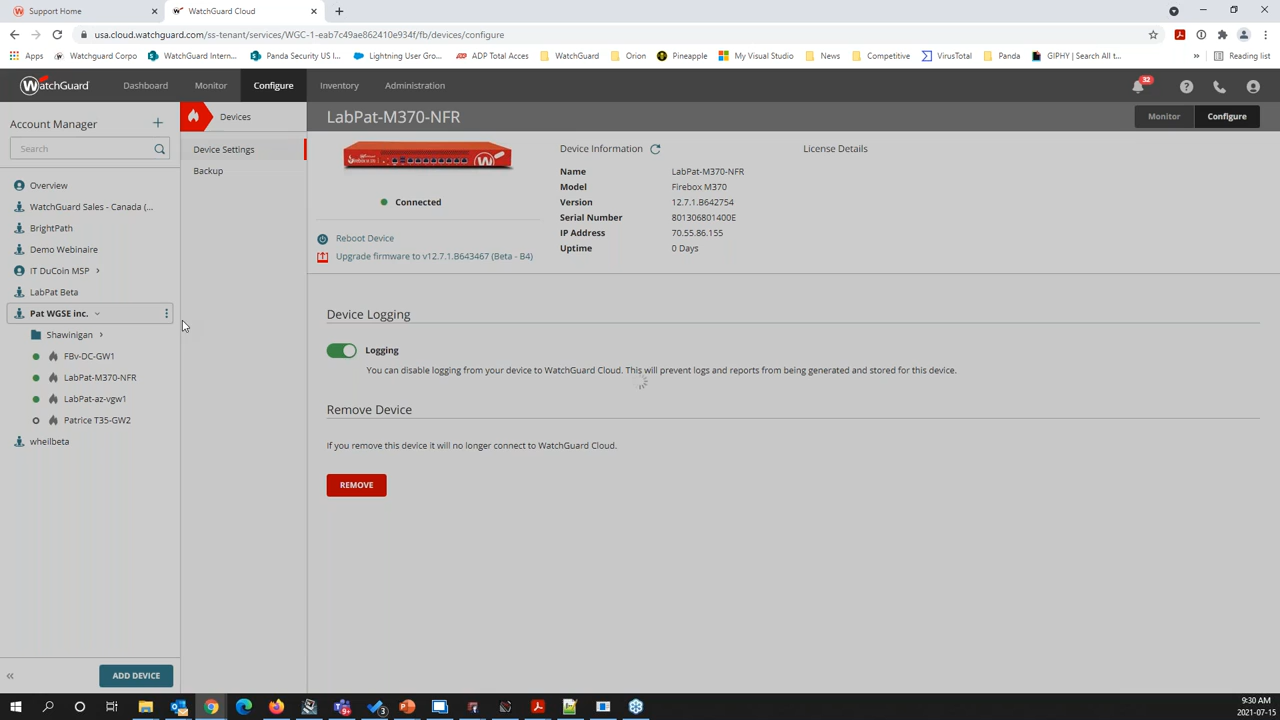 Support Home
WatchGuard Cloud
usa.cloud.watchguard.com/ss-tenant/services/WGC-1-eab7c49ae862410e934f/fb/devices/configure
Apps
Watchguard Corpo
WatchGuard Intern...
Panda Security US I...
Lightning User Gro...
ADP Total Acces
WatchGuard
Orion
Pineapple
My Visual Studio
News
Competitive
VirusTotal
Panda
GIPHY | Search All t...
»
Reading list
WatchGuard
Dashboard
Monitor
Configure
Inventory
Administration
32
Account Manager
Search
Overview
WatchGuard Sales - Canada (...
BrightPath
Demo Webinaire
IT DuCoin MSP
LabPat Beta
Pat WGSE inc.
Shawinigan
FBv-DC-GW1
LabPat-M370-NFR
LabPat-az-vgw1
Patrice T35-GW2
wheilbeta
ADD DEVICE
Devices
Device Settings
Backup
LabPat-M370-NFR
Monitor
Configure
Connected
Reboot Device
Upgrade firmware to v12.7.1.B643467 (Beta - B4)
Device Information
Name LabPat-M370-NFR
Model Firebox M370
Version 12.7.1.B642754
Serial Number 801306801400E
IP Address 70.55.86.155
Uptime 0 Days
License Details
Device Logging
Logging
You can disable logging from your device to WatchGuard Cloud. This will prevent logs and reports from being generated and stored for this device.
Remove Device
If you remove this device it will no longer connect to WatchGuard Cloud.
REMOVE
9:30 AM
2021-07-15